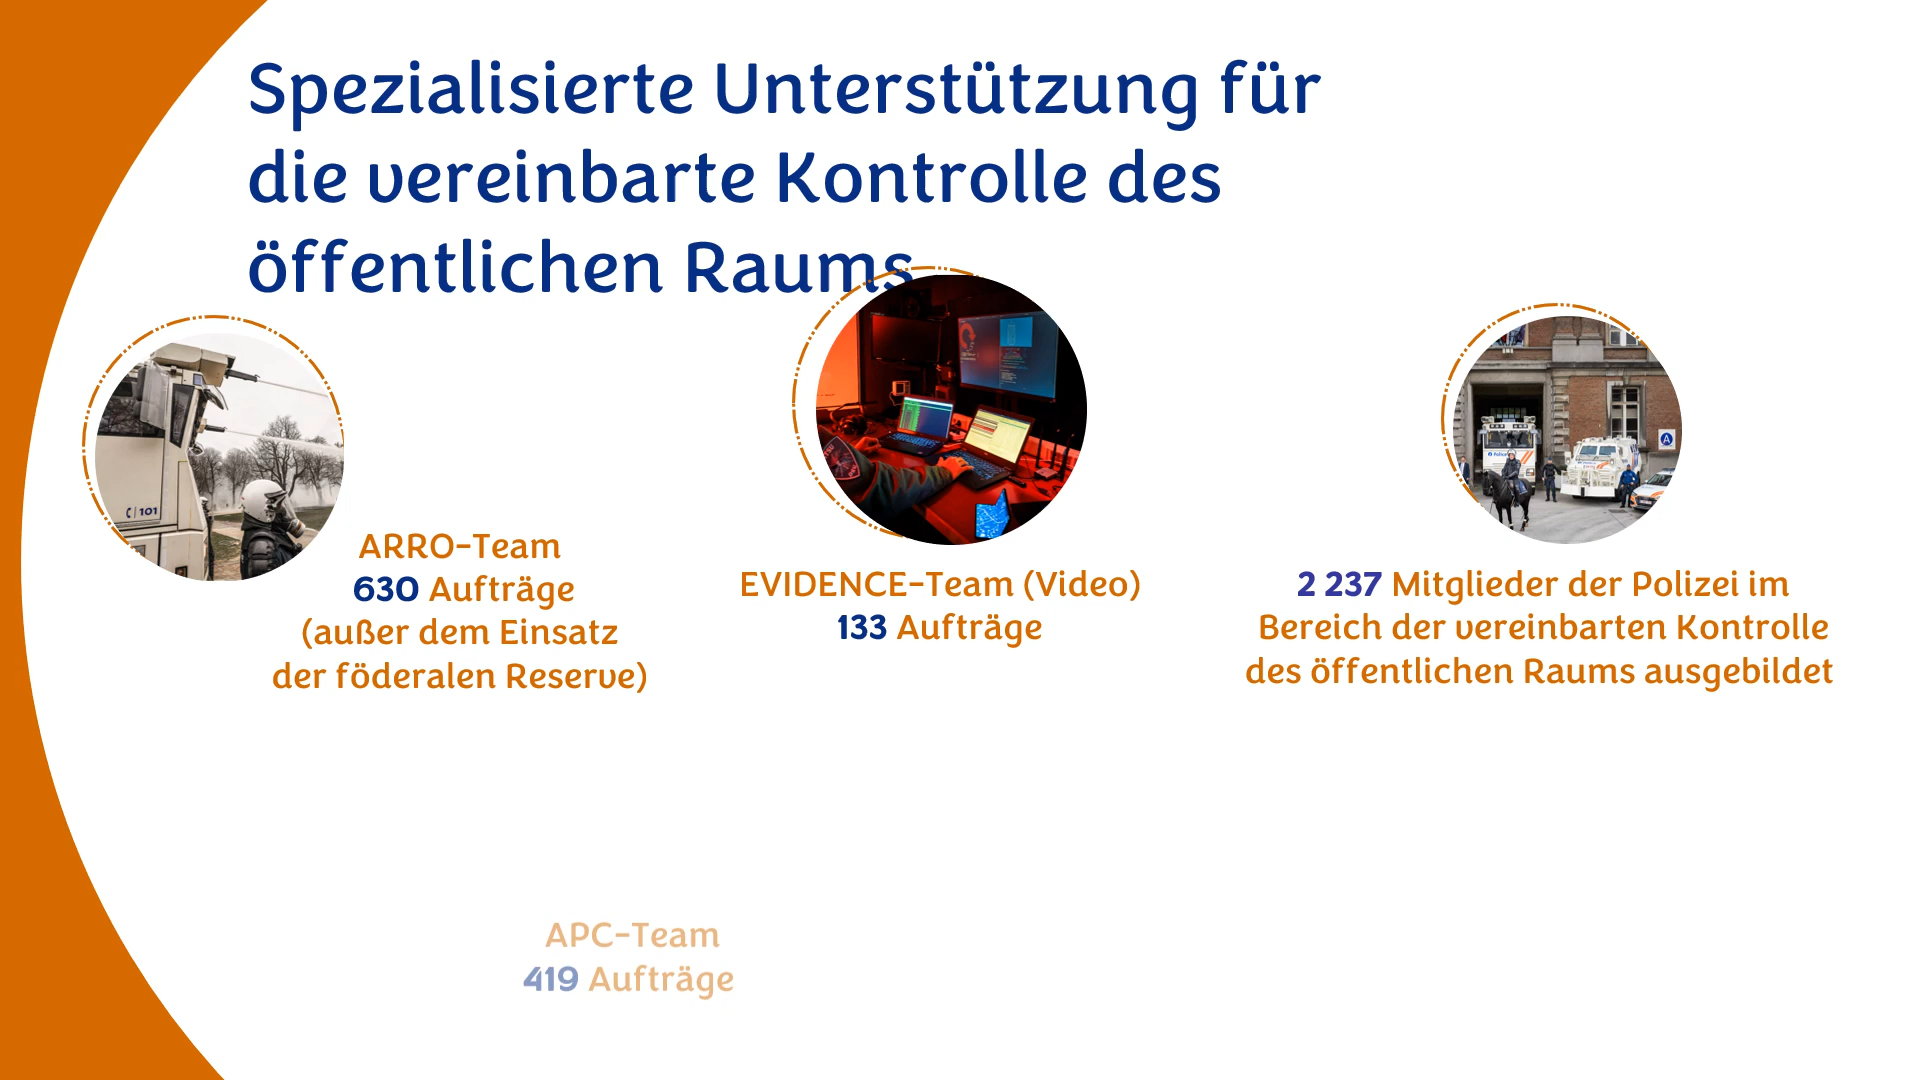 Spezialisierte Unterstützung für
die vereinbarte Kontrolle des
öffentlichen Raums
101
ARRO-Team
630 Aufträge
(außer dem Einsatz
der föderalen Reserve)
EVIDENCE-Team (Video)
133 Aufträge
A
2 237 Mitglieder der Polizei im
Bereich der vereinbarten Kontrolle
des öffentlichen Raums ausgebildet
APC-Team
419 Aufträge